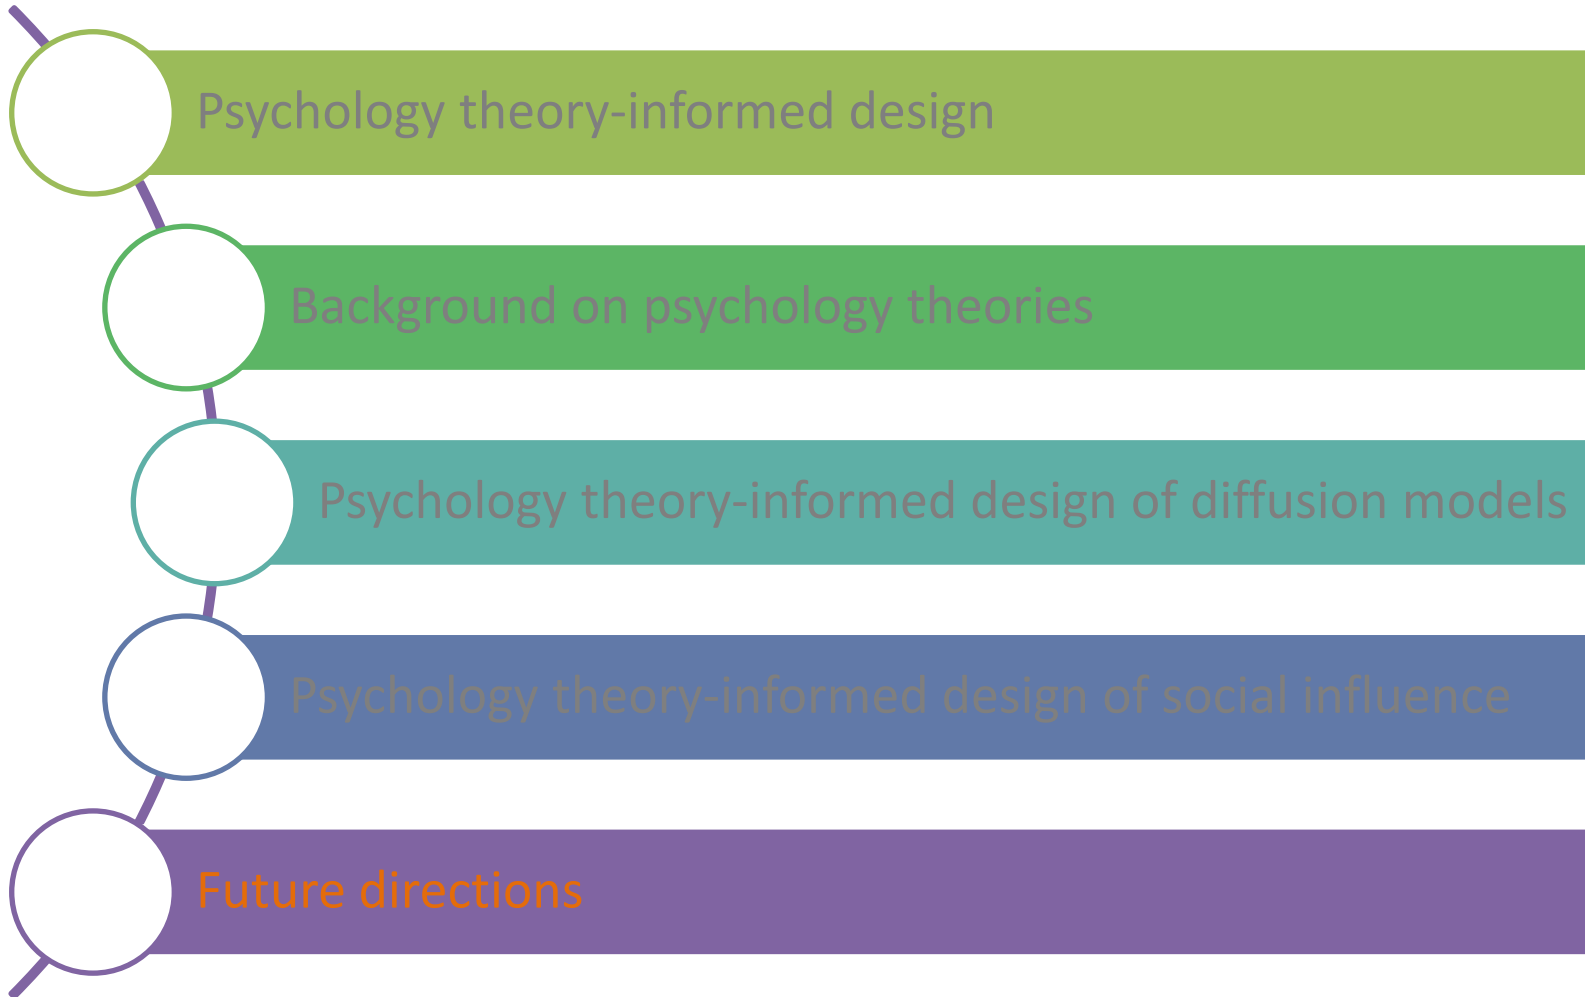 Psychology theory-informed design
Background on psychology theories
Psychology theory-informed design of diffusion models
Psychology theory-informed design of social influence
Future directions